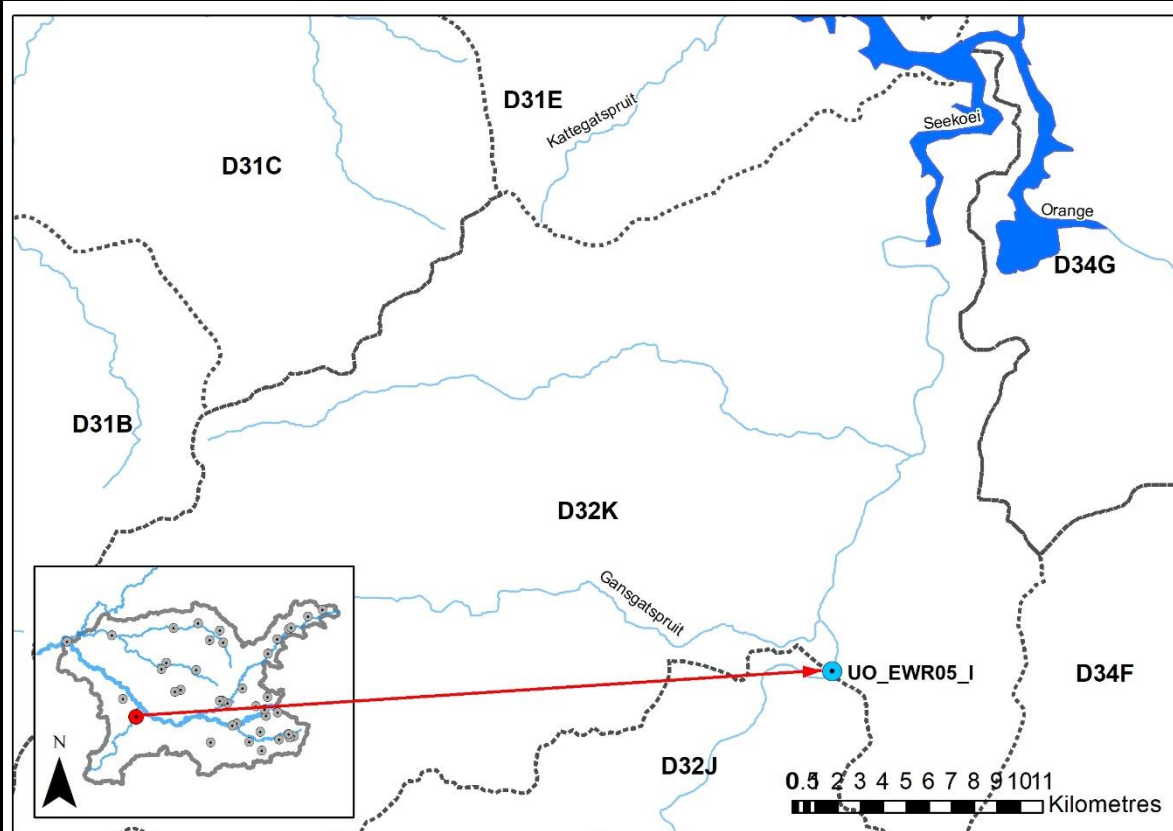 D31E
Kattegatspruit
Seekoei
D31C
Orange
D34G
D31B
D32K
Gansgatspruit
UO_EWR05_I
D34F
D32J
N
0.5 1 2 3 4 5 6 7 8 9 10 11
Kilometres